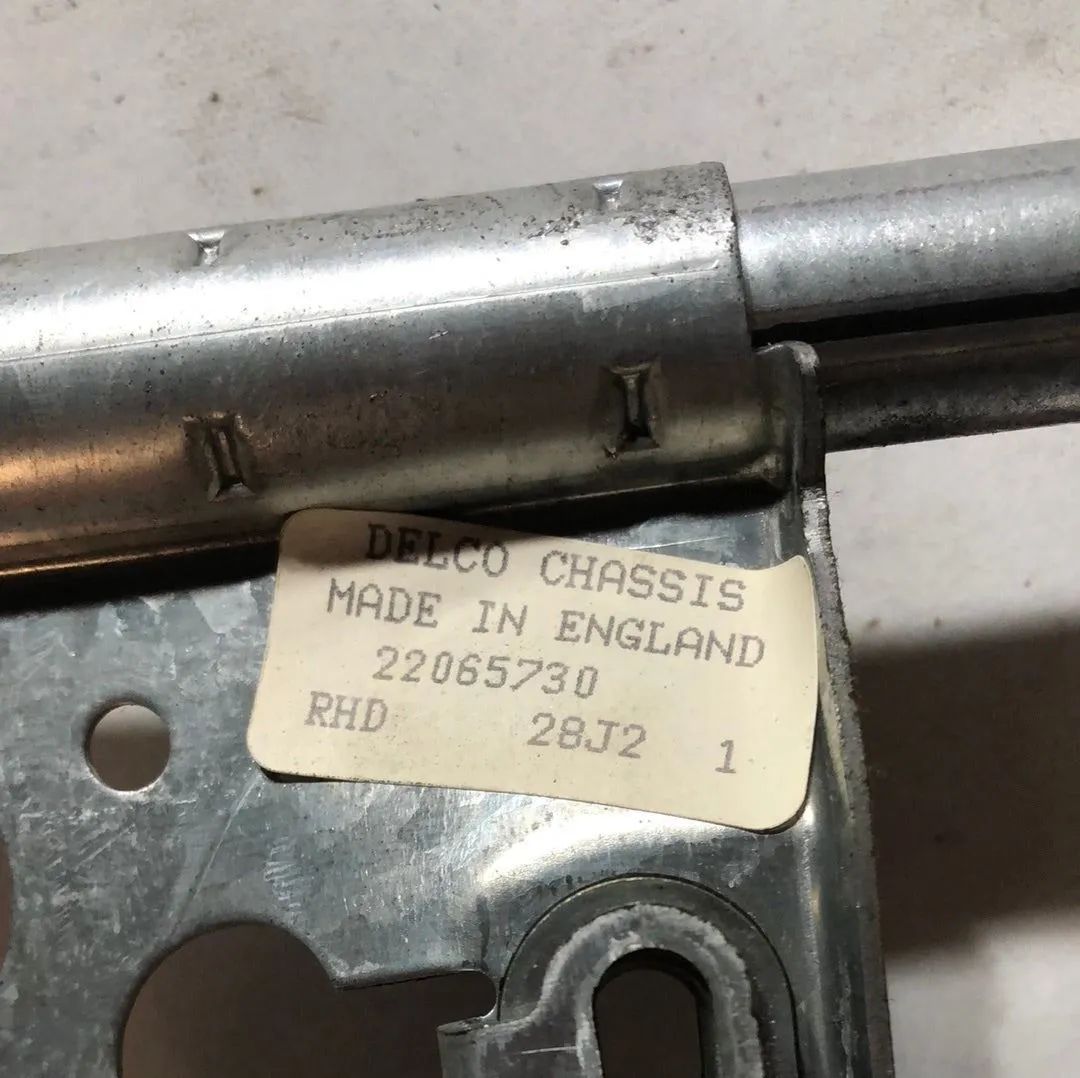 DELCO CHASSIS
MADE IN ENGLAND
22065730
RHD 28J2 1